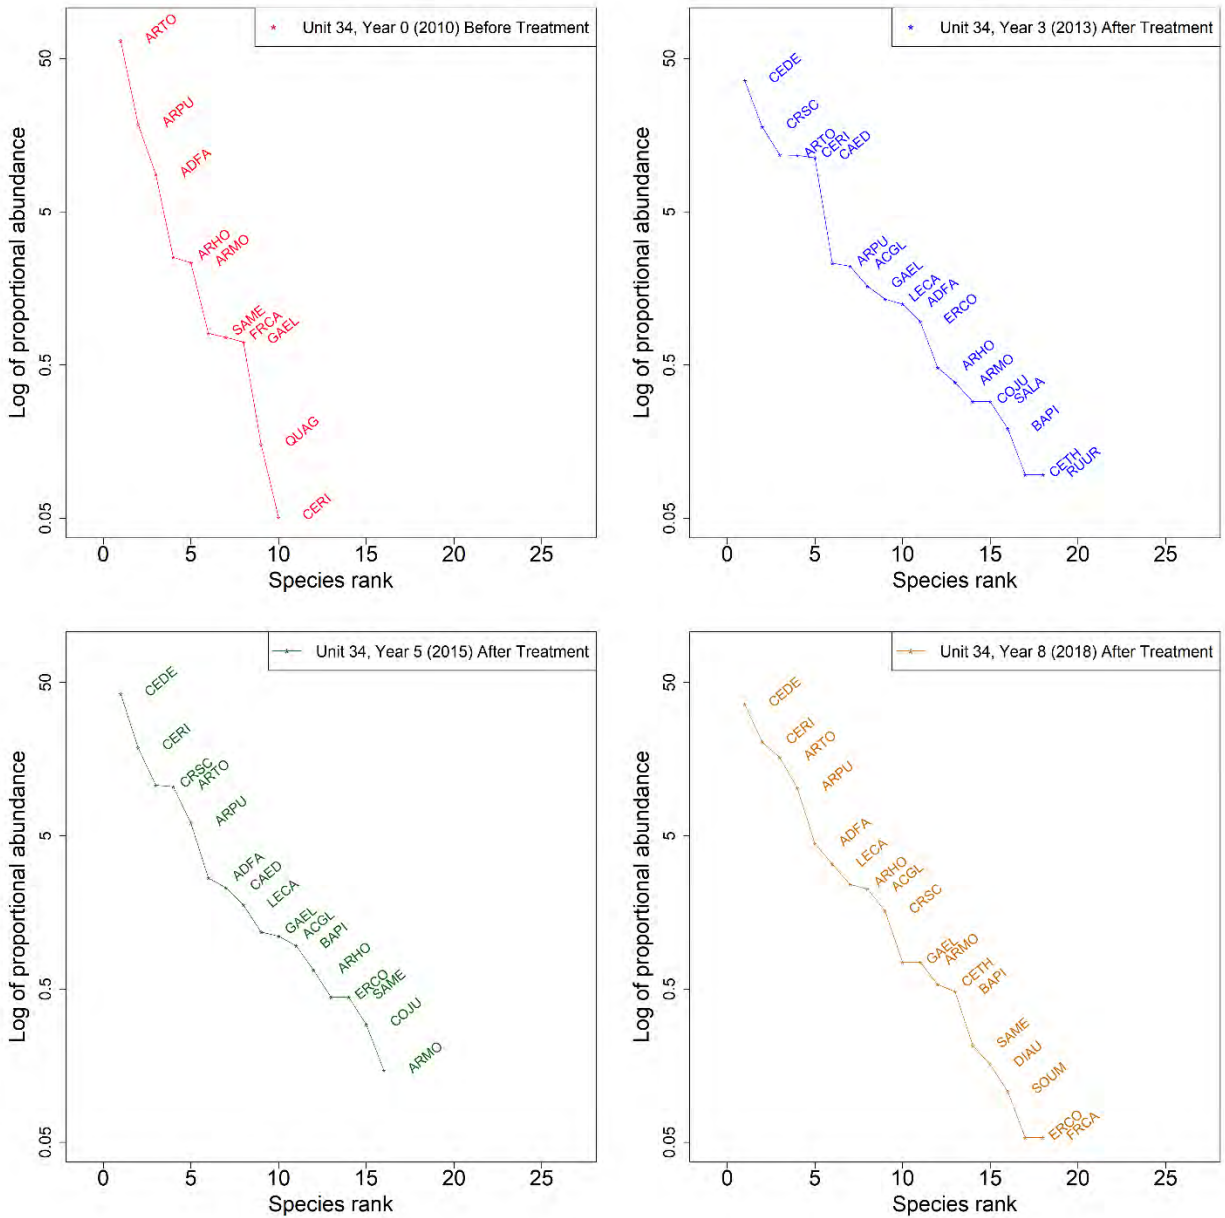 Unit 34, Year 0 (2010) Before Treatment
Log of proportional abundance
50
5
0.5
0.05
ARTO
ARPU
ADFA
ARHO
ARMO
SAME
FRCA
GAEL
QUAG
CERI
0 5 10 15 20 25
Species rank
Unit 34, Year 3 (2013) After Treatment
Log of proportional abundance
50
5
0.5
0.05
CEDE
CRSC
ARTO
CERI
CAED
ARPU
ACGL
GAEL
LECA
ADFA
ERCO
ARHO
ARMO
COJU
SALA
BAPI
CETH
RUUR
0 5 10 15 20 25
Species rank
Unit 34, Year 5 (2015) After Treatment
Log of proportional abundance
50
5
0.5
0.05
CEDE
CERI
CRSC
ARTO
ARPU
ADFA
CAED
LECA
GAEL
ACGL
BAPI
ARHO
ERCO
SAME
COJU
ARMO
0 5 10 15 20 25
Species rank
Unit 34, Year 8 (2018) After Treatment
Log of proportional abundance
50
5
0.5
0.05
CEDE
CERI
ARTO
ARPU
ADFA
LECA
ARHO
ACGL
CRSC
GAEL
ARMO
CETH
BAPI
SAME
DIAU
SOUM
ERCO
FRCA
0 5 10 15 20 25
Species rank